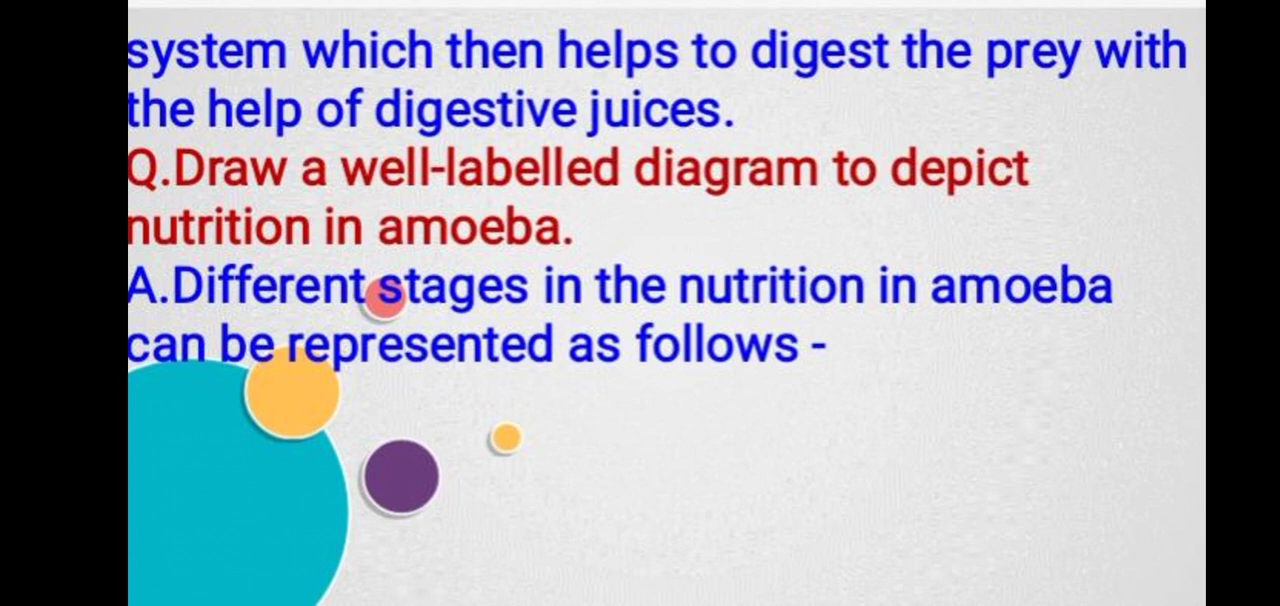 system which then helps to digest the prey with
the help of digestive juices.
Q.Draw a well-labelled diagram to depict
nutrition in amoeba.
A.Different stages in the nutrition in amoeba
can be represented as follows -